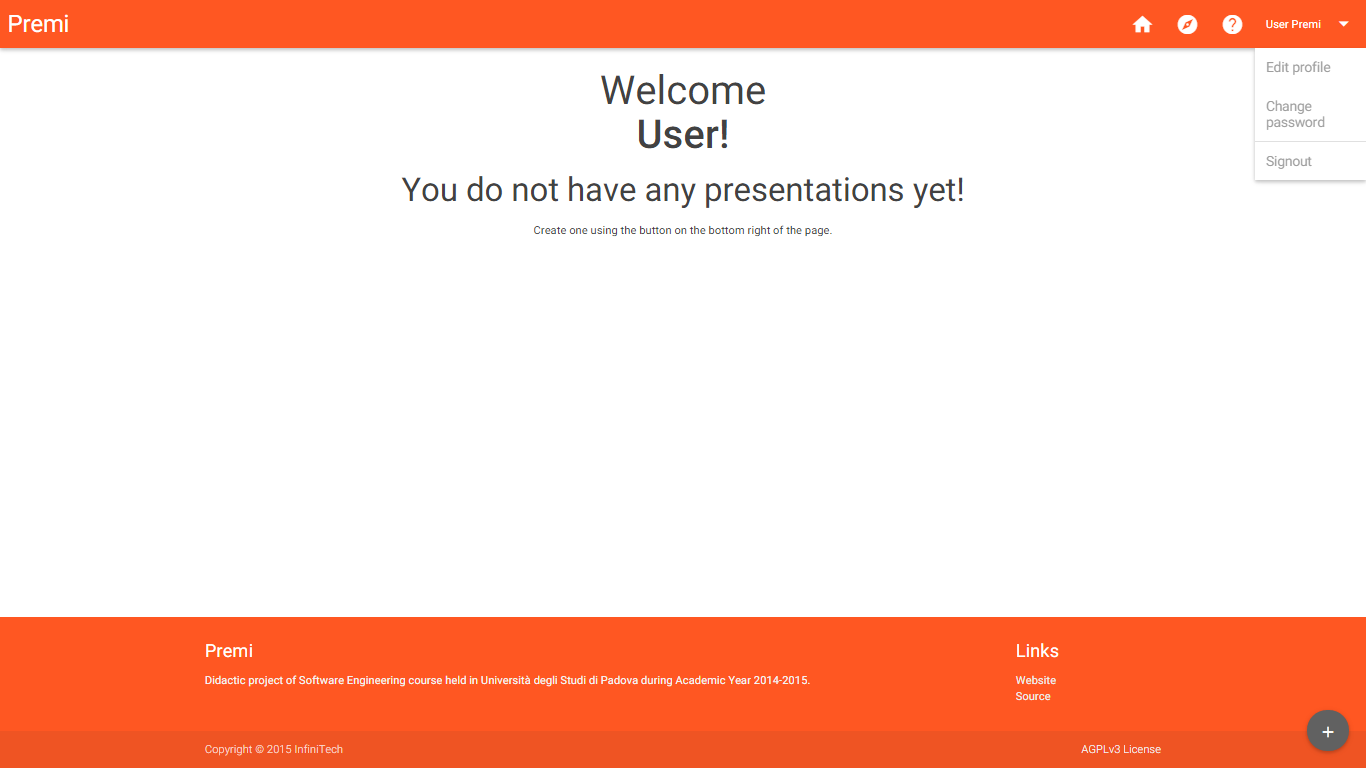 Premi
User Premi
Edit profile
Change
password
Signout
Welcome
User!
You do not have any presentations yet!
Create one using the button on the bottom right of the page.
Premi
Didactic project of Software Engineering course held in Università degli Studi di Padova during Academic Year 2014-2015.
Links
Website
Source
Copyright © 2015 InfiniTech
AGPLv3 License